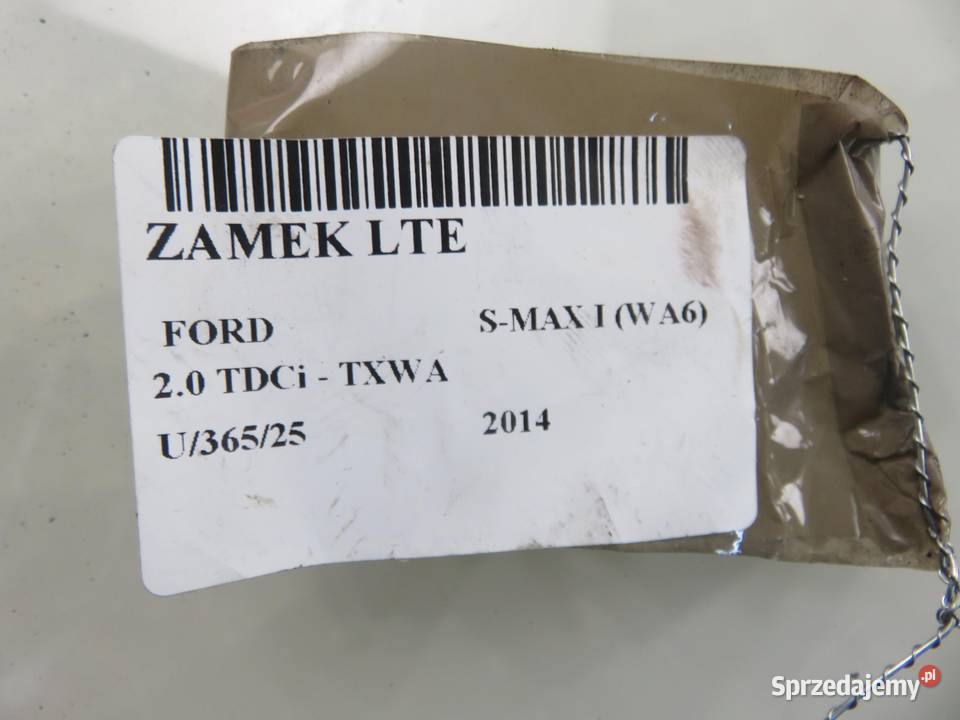 ZAMEK LTE
FORD S-MAX I (WA6)
2.0 TDCi - TXWA
U/365/25 2014
Sprzedajemy.pl